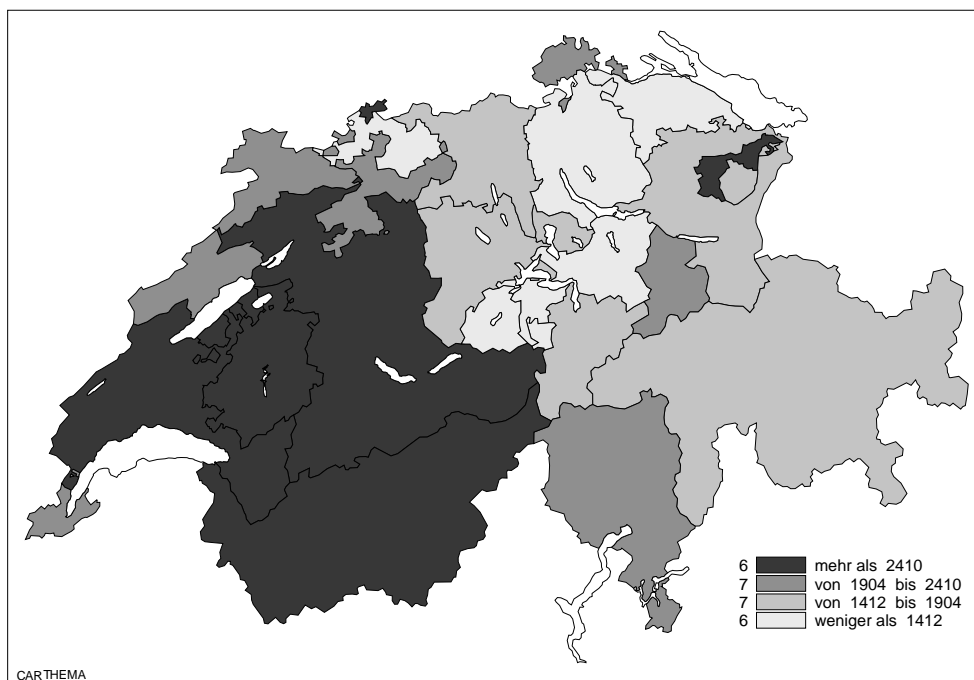 6 mehr als 2410
7 von 1904 bis 2410
7 von 1412 bis 1904
6 weniger als 1412
CARTHEMA